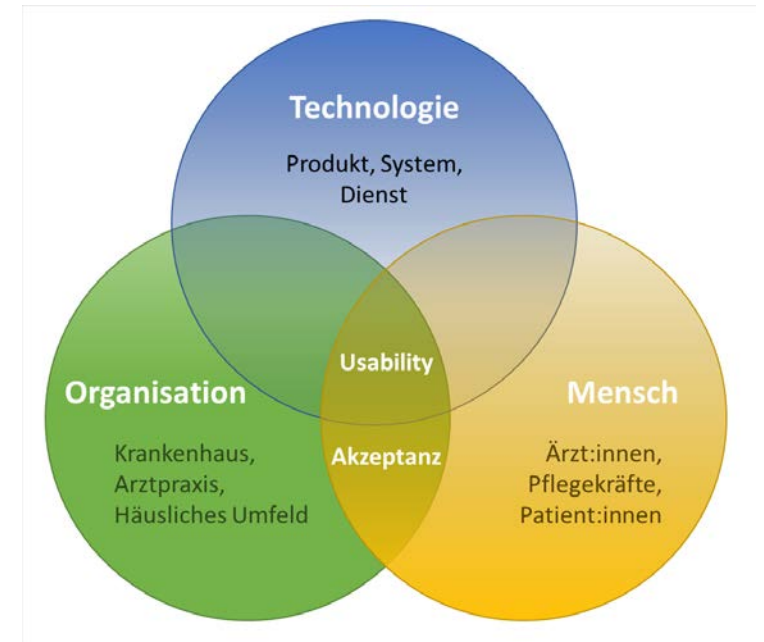 Technologie
Produkt, System,
Dienst
Usability
Akzeptanz
Organisation
Krankenhaus,
Arztpraxis,
Häusliches Umfeld
Mensch
Ärzt:innen,
Pflegekräfte,
Patient:innen